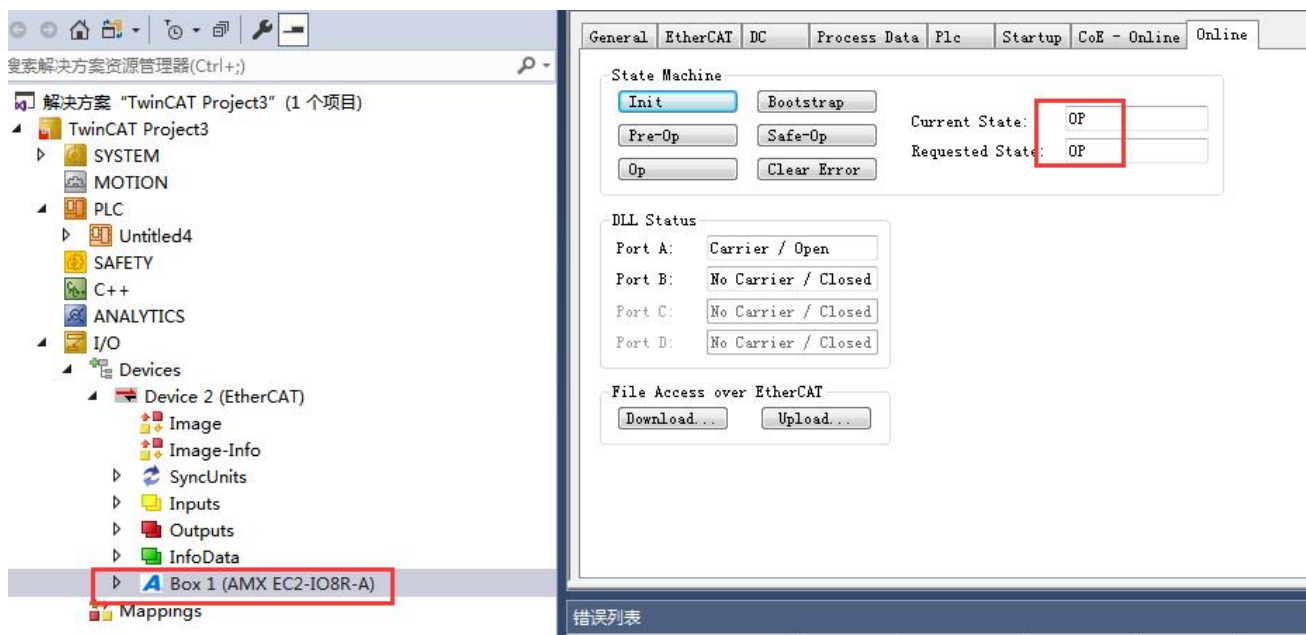 搜索解决方案资源管理器(Ctrl+;)
解决方案 "TwinCAT Project3" (1 个项目)
TwinCAT Project3
SYSTEM
MOTION
PLC
Untitled4
SAFETY
C++
ANALYTICS
I/O
Devices
Device 2 (EtherCAT)
Image
Image-Info
SyncUnits
Inputs
Outputs
InfoData
Box 1 (AMX EC2-IO8R-A)
Mappings
General EtherCAT DC Process Data Plc Startup CoE - Online Online
State Machine
Init Bootstrap
Pre-Op Safe-Op
Op Clear Error
Current State: OP
Requested State: OP
DLL Status
Port A: Carrier / Open
Port B: No Carrier / Closed
Port C: No Carrier / Closed
Port D: No Carrier / Closed
File Access over EtherCAT
Download... Upload...
错误列表